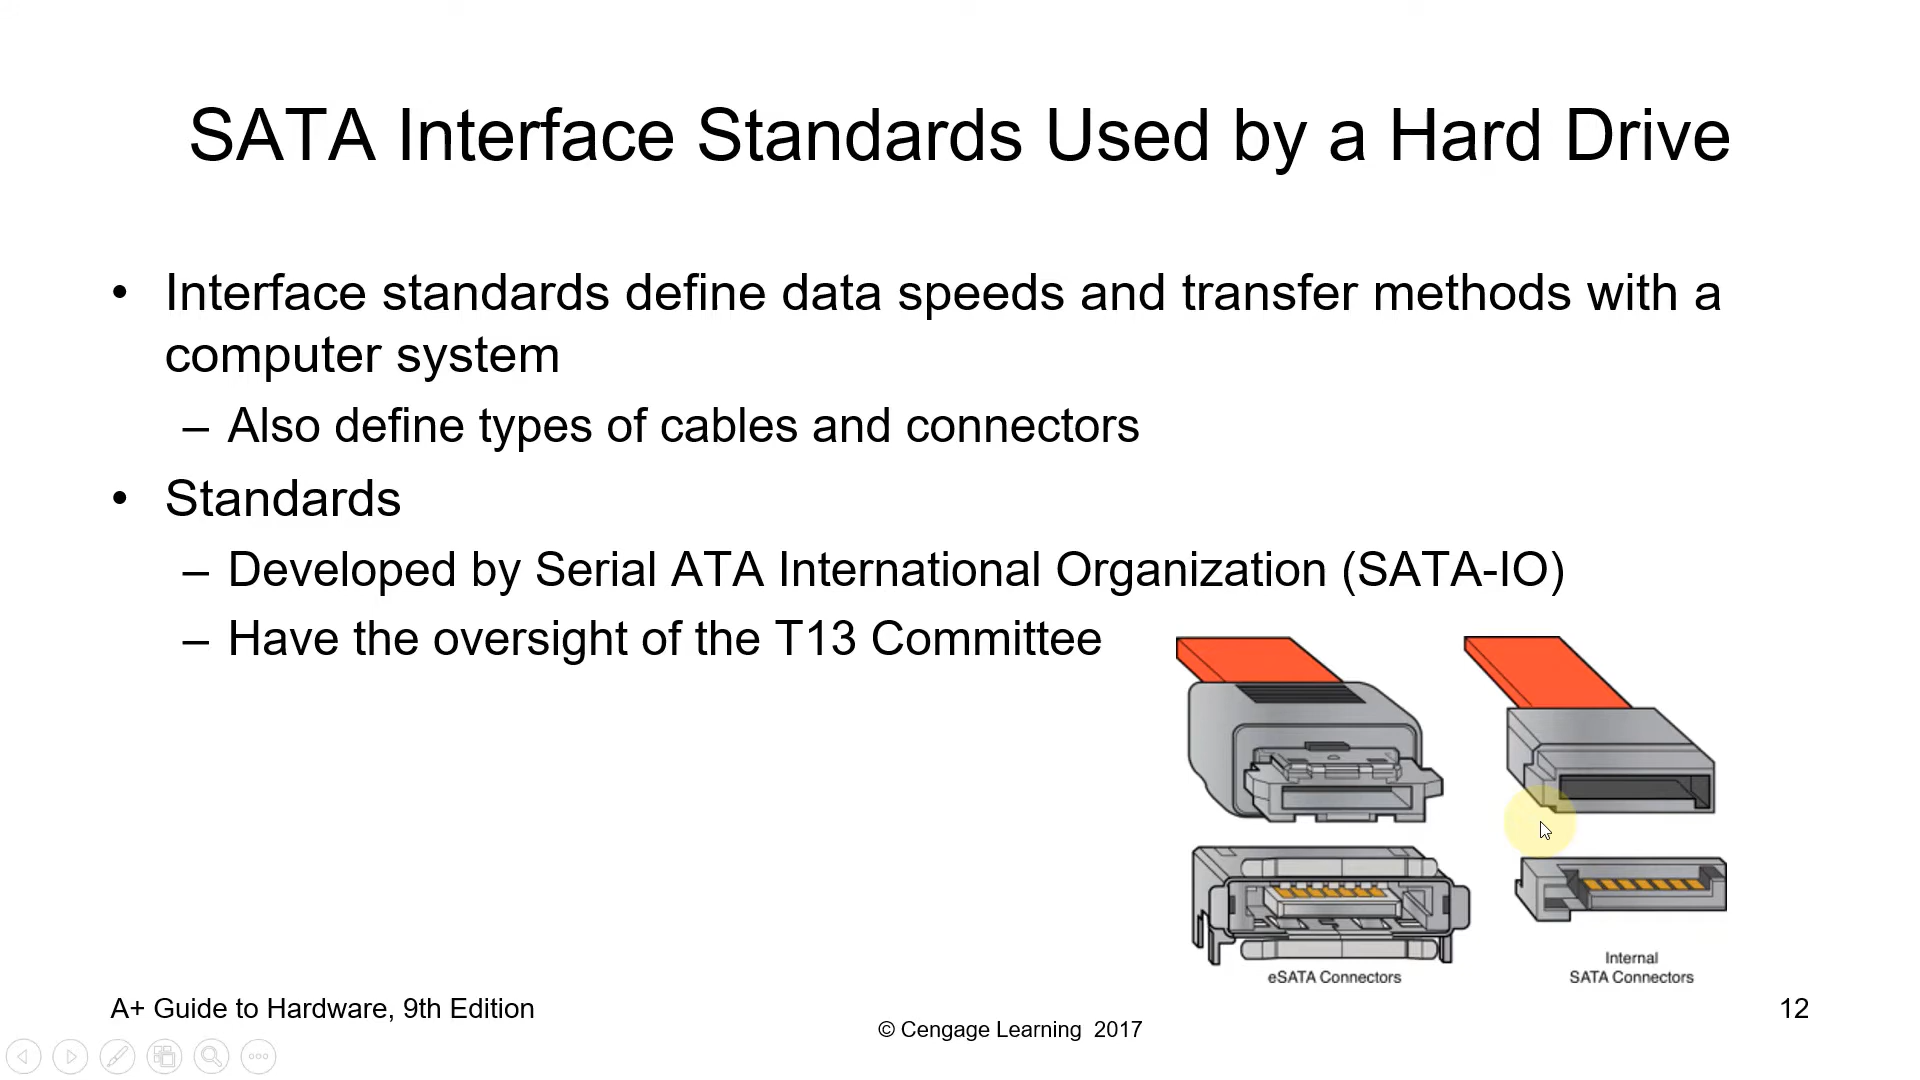 SATA Interface Standards Used by a Hard Drive
• Interface standards define data speeds and transfer methods with a
computer system
– Also define types of cables and connectors
• Standards
– Developed by Serial ATA International Organization (SATA-IO)
– Have the oversight of the T13 Committee
eSATA Connectors
Internal
SATA Connectors
A+ Guide to Hardware, 9th Edition
© Cengage Learning 2017
12